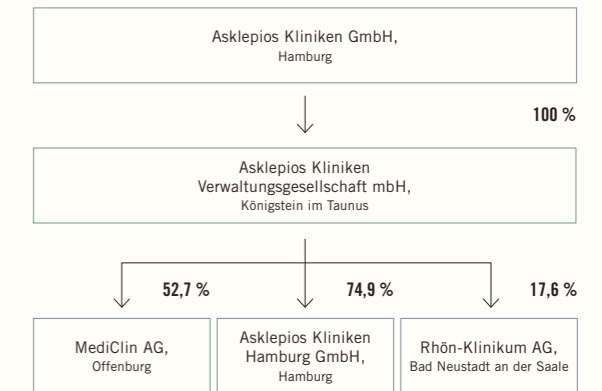 Asklepios Kliniken GmbH,
Hamburg
100 %
Asklepios Kliniken
Verwaltungsgesellschaft mbH,
Königstein im Taunus
52,7 %
74,9 %
17,6 %
MediClin AG,
Offenburg
Asklepios Kliniken
Hamburg GmbH,
Hamburg
Rhön-Klinikum AG,
Bad Neustadt an der Saale